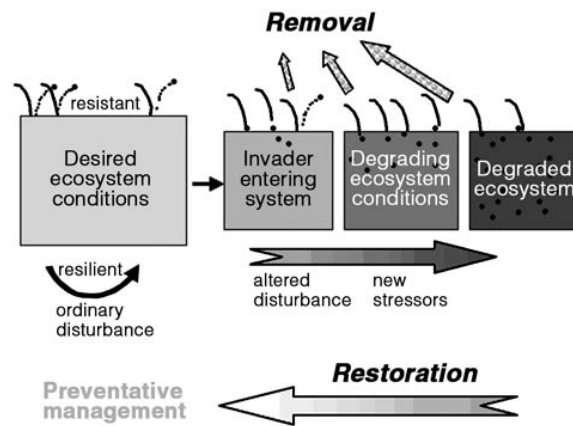 Removal
resistant
Desired
ecosystem
conditions
Invader
entering
system
Degrading
ecosystem
conditions
Degraded
ecosystem
resilient
ordinary
disturbance
altered
disturbance
new
stressors
Restoration
Preventative
management